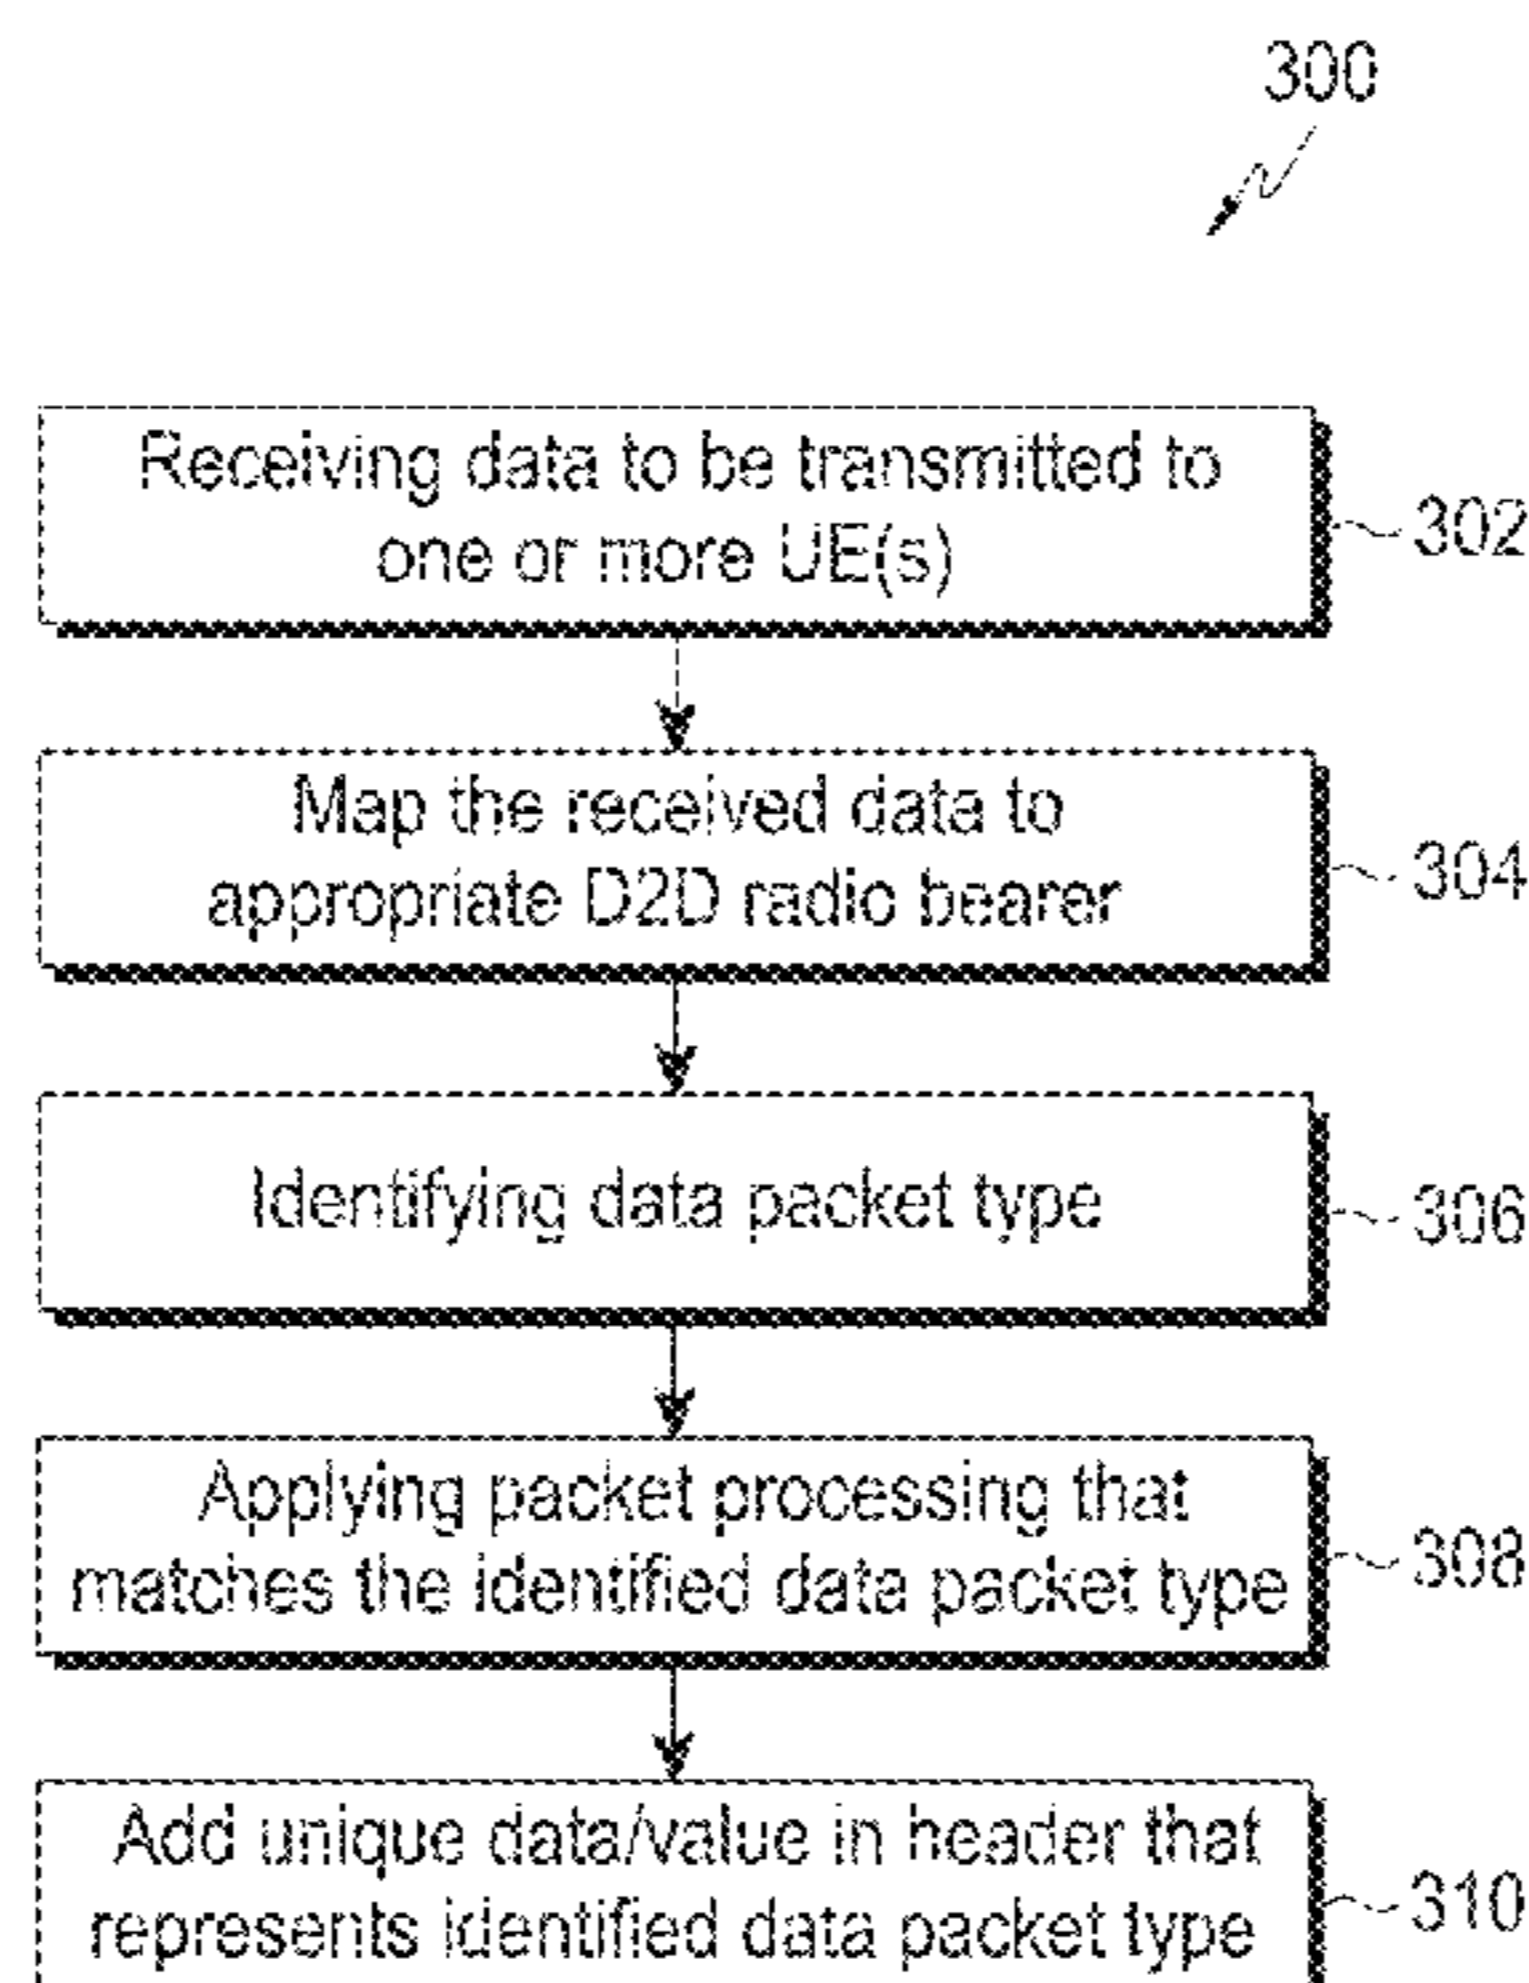 300
Receiving data to be transmitted to
one or more UE(s)
302
Map the received data to
appropriate D2D radio bearer
304
Identifying data packet type
306
Applying packet processing that
matches the identified data packet type
308
Add unique data/value in header that
represents identified data packet type
310